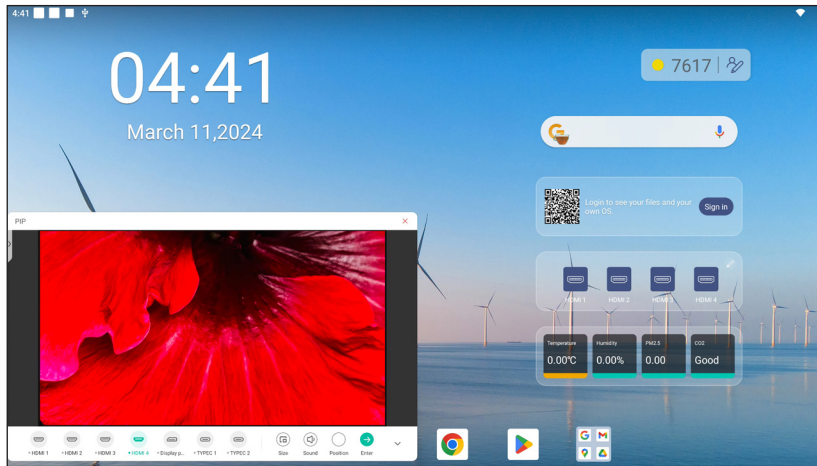 4:41
04:41
March 11,2024
7617
Login to see your files and your
own OS.
Sign in
PIP
HDMI 1
HDMI 2
HDMI 3
HDMI 4
Temperature
0.00℃
Humidity
0.00%
PM2.5
0.00
CO2
Good
• HDMI 1
• HDMI 2
• HDMI 3
• HDMI 4
• Display p...
• TYPEC 1
• TYPEC 2
Size
Sound
Position
Enter